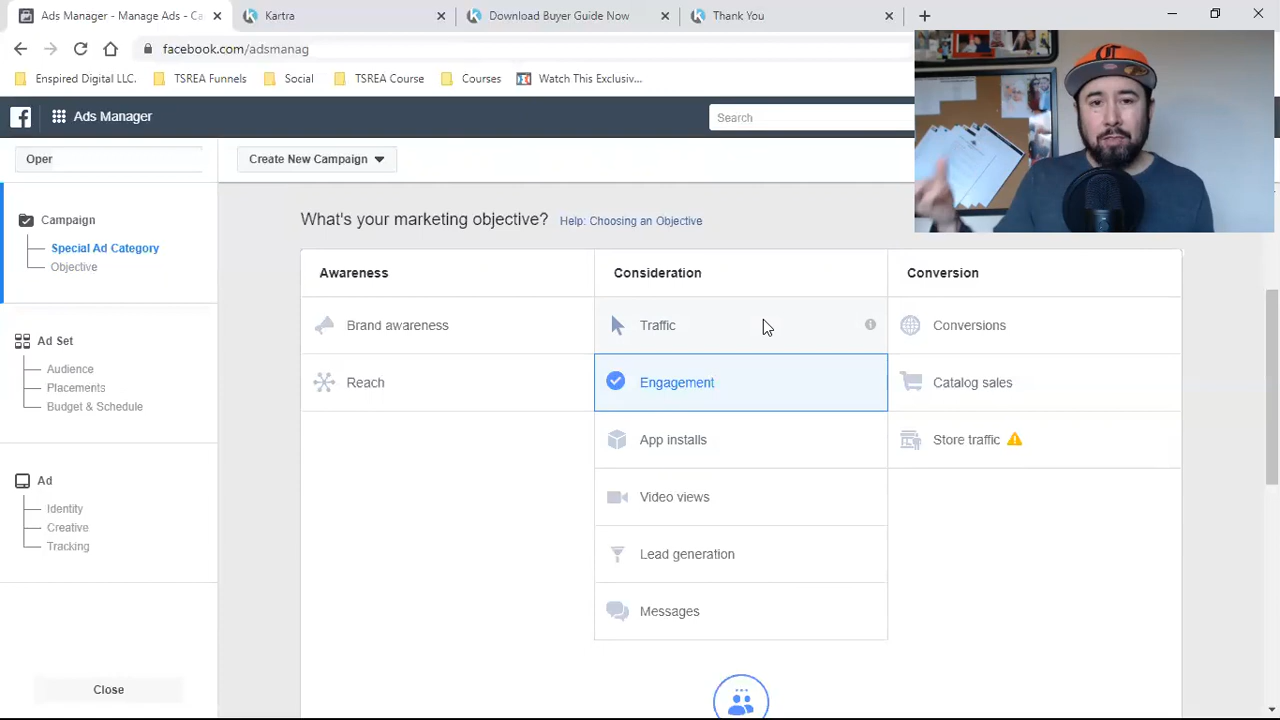 Ads Manager - Manage Ads - Ca
Kartra
Download Buyer Guide Now
Thank You
facebook.com/adsmanag
Enspired Digital LLC.
TSREA Funnels
Social
TSREA Course
Courses
Watch This Exclusiv...
Ads Manager
Search
Oper
Create New Campaign
Campaign
Special Ad Category
Objective
Ad Set
Audience
Placements
Budget & Schedule
Ad
Identity
Creative
Tracking
Close
What's your marketing objective?
Help: Choosing an Objective
Awareness
Consideration
Conversion
Brand awareness
Traffic
Conversions
Reach
Engagement
Catalog sales
App installs
Store traffic
Video views
Lead generation
Messages